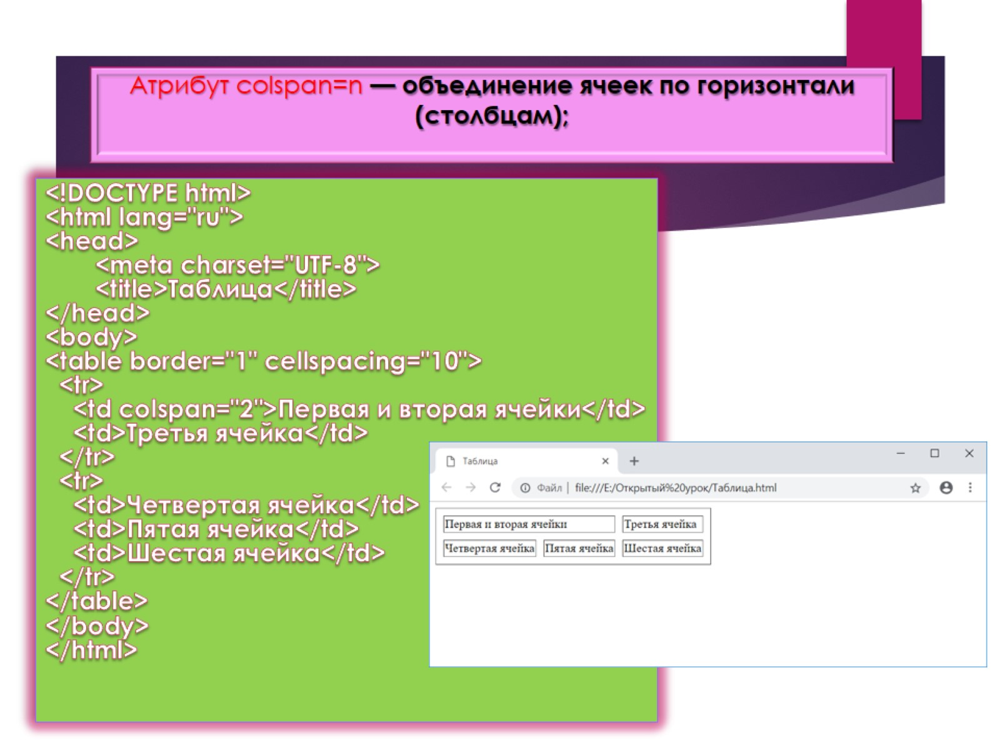 Атрибут colspan=n — объединение ячеек по горизонтали
(столбцам);
<!DOCTYPE html>
<html lang="ru">
<head>
<meta charset="UTF-8">
<title>Таблица</title>
</head>
<body>
<table border="1" cellspacing="10">
<tr>
<td colspan="2">Первая и вторая ячейки</td>
<td>Третья ячейка</td>
</tr>
<tr>
<td>Четвертая ячейка</td>
<td>Пятая ячейка</td>
<td>Шестая ячейка</td>
</tr>
</table>
</body>
</html>
Таблица
Файл | file:///E:/Открытый%20урок/Таблица.html
Первая и вторая ячейки Третья ячейка
Четвертая ячейка Пятая ячейка Шестая ячейка